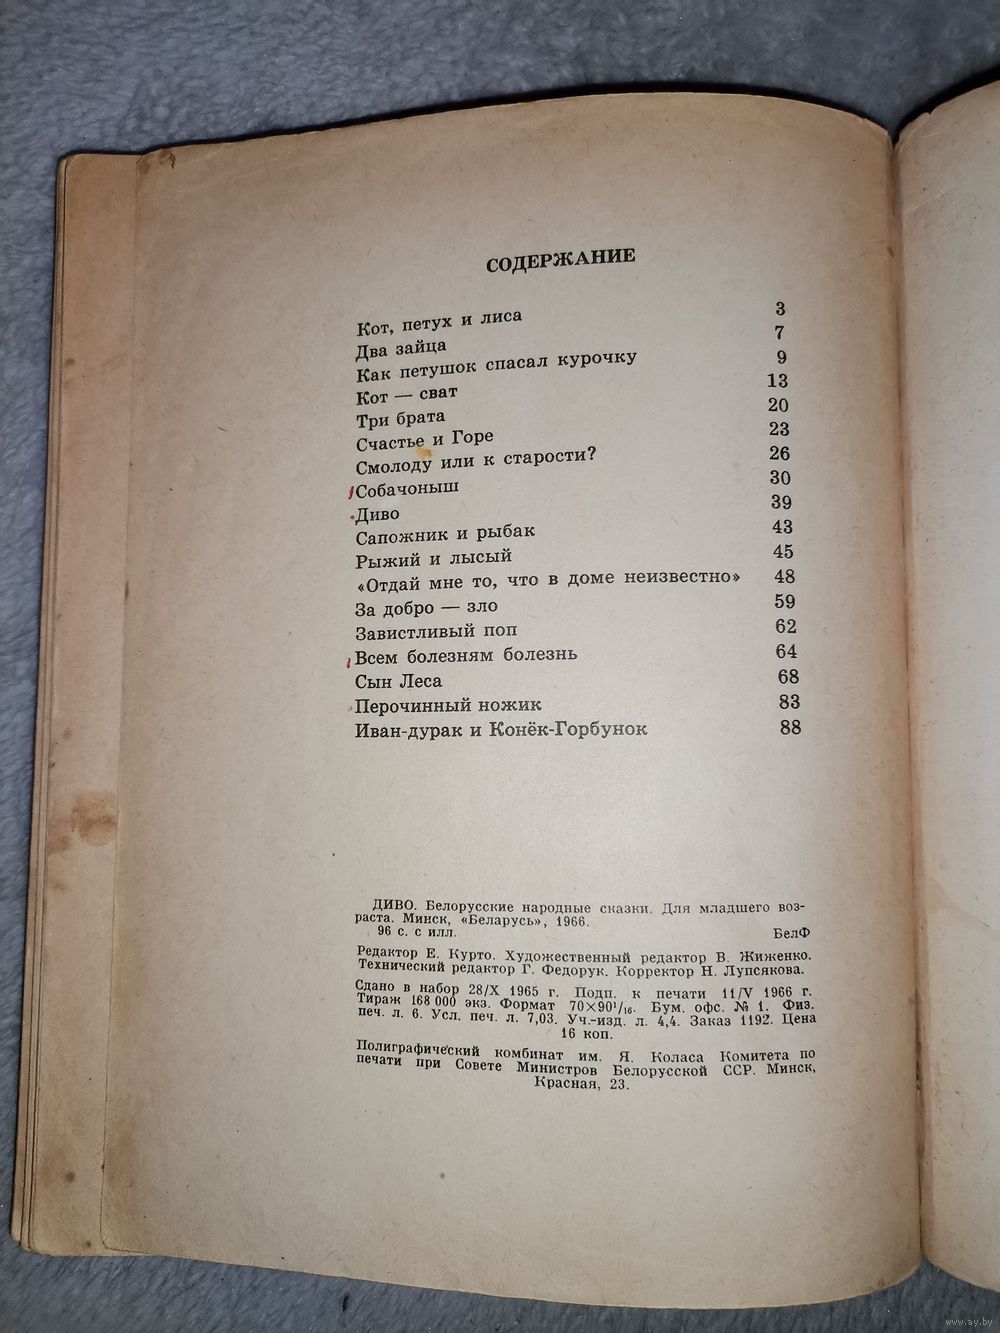 СОДЕРЖАНИЕ
Кот, петух и лиса 3
Два зайца 7
Как петушок спасал курочку 9
Кот — сват 13
Три брата 20
Счастье и Горе 23
Смолоду или к старости? 26
Собачоныш 30
Диво 39
Сапожник и рыбак 43
Рыжий и лысый 45
«Отдай мне то, что в доме неизвестно» 48
За добро — зло 59
Завистливый поп 62
Всем болезням болезнь 64
Сын Леса 68
Перочинный ножик 83
Иван-дурак и Конёк-Горбунок 88
ДИВО. Белорусские народные сказки. Для младшего воз-
раста. Минск, «Беларусь», 1966.
96 с. с илл. БелФ
Редактор Е. Курто. Художественный редактор В. Жиженко.
Технический редактор Г. Федорук. Корректор Н. Лупсякова.
Сдано в набор 28/X 1965 г. Подп. к печати 11/V 1966 г.
Тираж 168 000 экз. Формат 70×90¹/₁₆. Бум. офс. № 1. Физ.
печ. л. 6. Усл. печ. л. 7,03. Уч.-изд. л. 4,4. Заказ 1192. Цена
16 коп.
Полиграфический комбинат им. Я. Коласа Комитета по
печати при Совете Министров Белорусской ССР. Минск,
Красная, 23.
www.ay.by